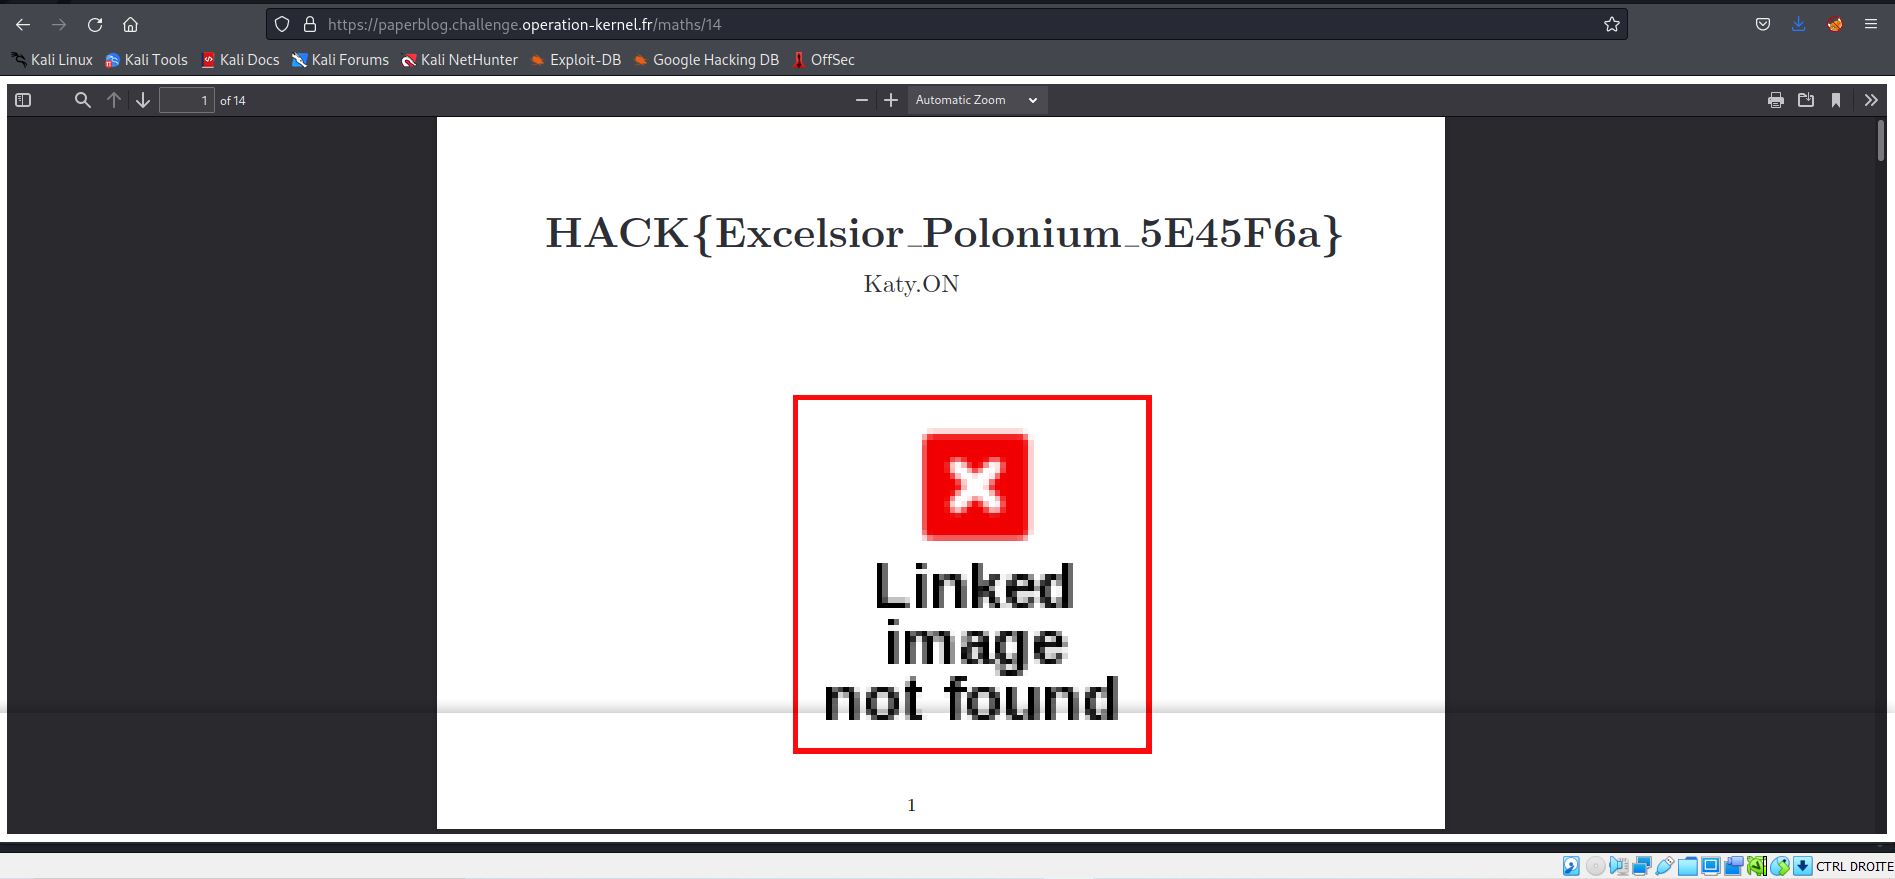 https://paperblog.challenge.operation-kernel.fr/maths/14
Kali Linux Kali Tools Kali Docs Kali Forums Kali NetHunter Exploit-DB Google Hacking DB OffSec
1 of 14 Automatic Zoom
HACK{Excelsior_Polonium_5E45F6a}
Katy.ON
Linked
image
not found
1
CTRL DROITE